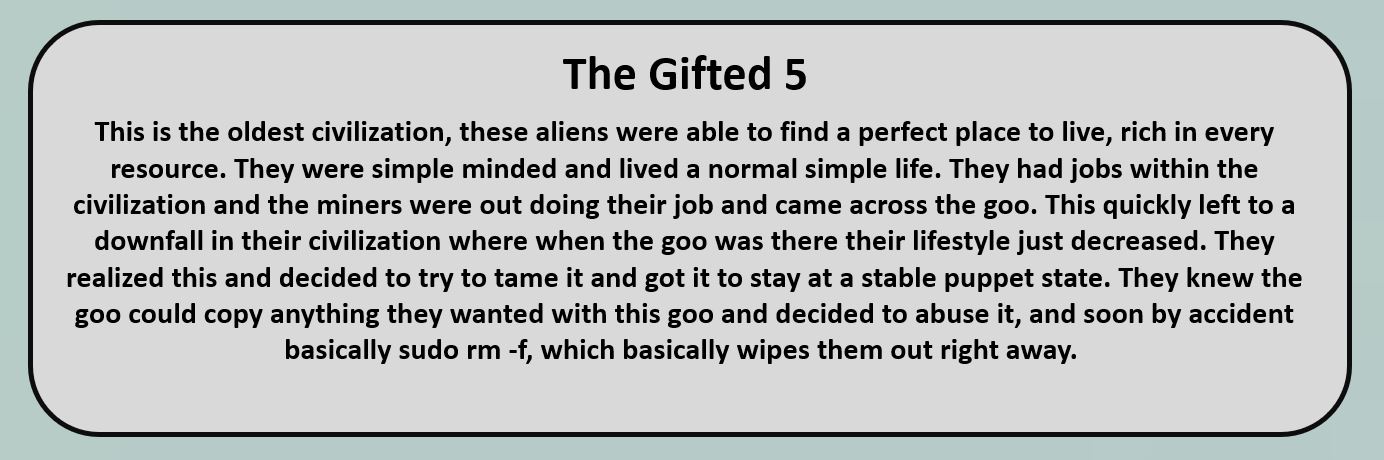 The Gifted 5
This is the oldest civilization, these aliens were able to find a perfect place to live, rich in every
resource. They were simple minded and lived a normal simple life. They had jobs within the
civilization and the miners were out doing their job and came across the goo. This quickly left to a
downfall in their civilization where when the goo was there their lifestyle just decreased. They
realized this and decided to try to tame it and got it to stay at a stable puppet state. They knew the
goo could copy anything they wanted with this goo and decided to abuse it, and soon by accident
basically sudo rm -f, which basically wipes them out right away.